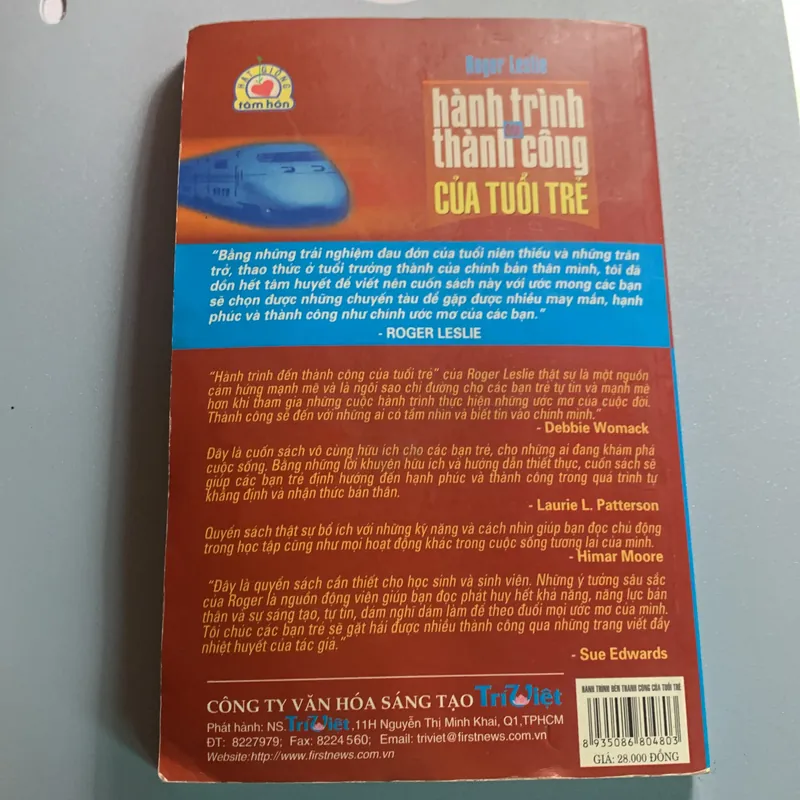 HẠT GIỐNG
tâm hồn
Roger Leslie
hành trình
đến
thành công
CỦA TUỔI TRẺ
"Bằng những trải nghiệm đau đớn của tuổi niên thiếu và những trăn
trở, thao thức ở tuổi trưởng thành của chính bản thân mình, tôi đã
dồn hết tâm huyết để viết nên cuốn sách này với ước mong các bạn
sẽ chọn được những chuyến tàu để gặp được nhiều may mắn, hạnh
phúc và thành công như chính ước mơ của các bạn."
- ROGER LESLIE
"Hành trình đến thành công của tuổi trẻ" của Roger Leslie thật sự là một nguồn
cảm hứng mạnh mẽ và là ngôi sao chỉ đường cho các bạn trẻ tự tin và mạnh mẽ
hơn khi tham gia những cuộc hành trình thực hiện những ước mơ của cuộc đời.
Thành công sẽ đến với những ai có tầm nhìn và biết tin vào chính mình."
- Debbie Womack
Đây là cuốn sách vô cùng hữu ích cho các bạn trẻ, cho những ai đang khám phá
cuộc sống. Bằng những lời khuyên hữu ích và hướng dẫn thiết thực, cuốn sách sẽ
giúp các bạn trẻ định hướng đến hạnh phúc và thành công trong quá trình tự
khẳng định và nhận thức bản thân.
- Laurie L. Patterson
Quyển sách thật sự bổ ích với những kỹ năng và cách nhìn giúp bạn đọc chủ động
trong học tập cũng như mọi hoạt động khác trong cuộc sống tương lai của mình.
- Himar Moore
"Đây là quyển sách cần thiết cho học sinh và sinh viên. Những ý tưởng sâu sắc
của Roger là nguồn động viên giúp bạn đọc phát huy hết khả năng, năng lực bản
thân và sự sáng tạo, tự tin, dám nghĩ dám làm để theo đuổi mọi ước mơ của mình.
Tôi chúc các bạn trẻ sẽ gặt hái được nhiều thành công qua những trang viết đầy
nhiệt huyết của tác giả."
- Sue Edwards
CÔNG TY VĂN HÓA SÁNG TẠO Trí Việt
Phát hành: NS.Trí Việt,11H Nguyễn Thị Minh Khai, Q1,TPHCM
ĐT: 8227979; Fax: 8224560; Email: triviet@firstnews.com.vn
Website:http://www.firstnews.com.vn
HÀNH TRÌNH ĐẾN THÀNH CÔNG CỦA TUỔI TRẺ
8 935086 804803
GIÁ: 28.000 ĐỒNG